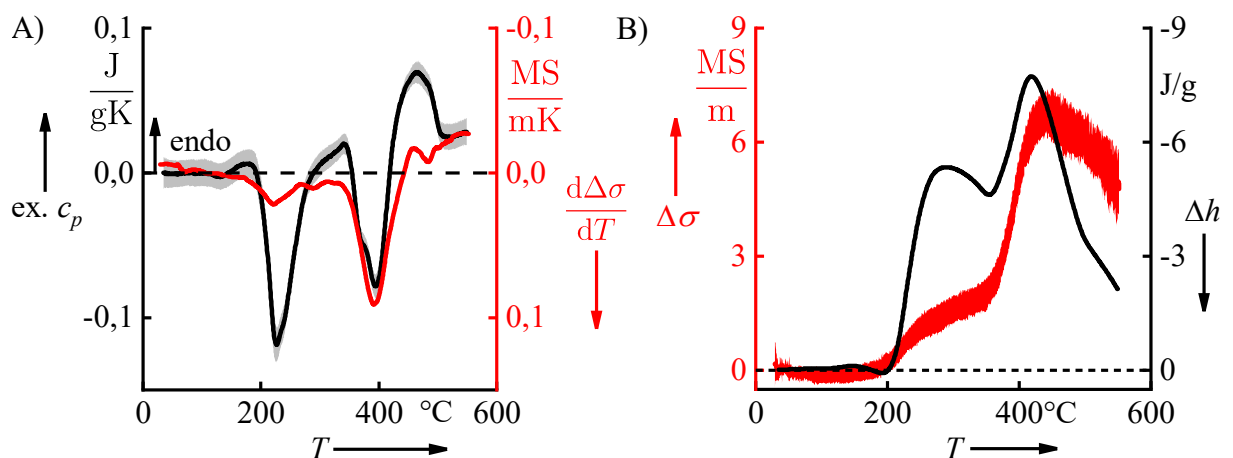 A)
0,1
J
gK
endo
0,0
ex. cₚ
-0,1
-0,1
MS
mK
0,0
dΔσ
dT
0,1
0 200 400 °C 600
T
B)
9
MS
m
6
Δσ
3
0
-9
J/g
-6
Δh
-3
0
0 200 400°C 600
T